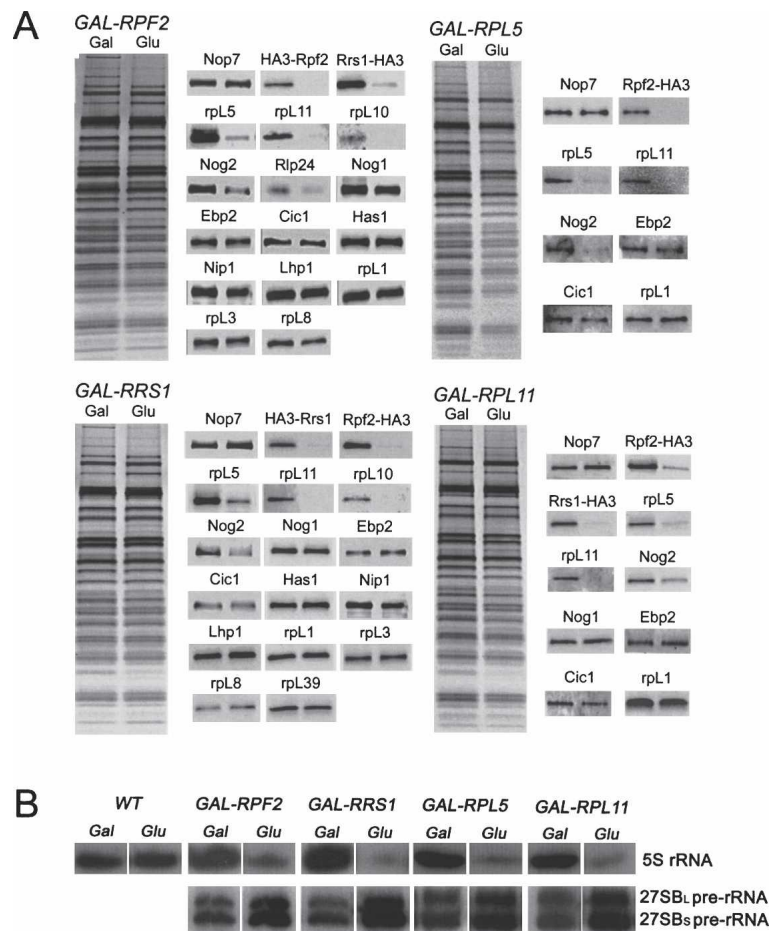 A
GAL-RPF2
Gal Glu
Nop7 HA3-Rpf2 Rrs1-HA3
rpL5 rpL11 rpL10
Nog2 Rlp24 Nog1
Ebp2 Cic1 Has1
Nip1 Lhp1 rpL1
rpL3 rpL8
GAL-RPL5
Gal Glu
Nop7 Rpf2-HA3
rpL5 rpL11
Nog2 Ebp2
Cic1 rpL1
GAL-RRS1
Gal Glu
Nop7 HA3-Rrs1 Rpf2-HA3
rpL5 rpL11 rpL10
Nog2 Nog1 Ebp2
Cic1 Has1 Nip1
Lhp1 rpL1 rpL3
rpL8 rpL39
GAL-RPL11
Gal Glu
Nop7 Rpf2-HA3
Rrs1-HA3 rpL5
rpL11 Nog2
Nog1 Ebp2
Cic1 rpL1
B
WT GAL-RPF2 GAL-RRS1 GAL-RPL5 GAL-RPL11
Gal Glu Gal Glu Gal Glu Gal Glu Gal Glu
5S rRNA
27SBL pre-rRNA
27SBS pre-rRNA